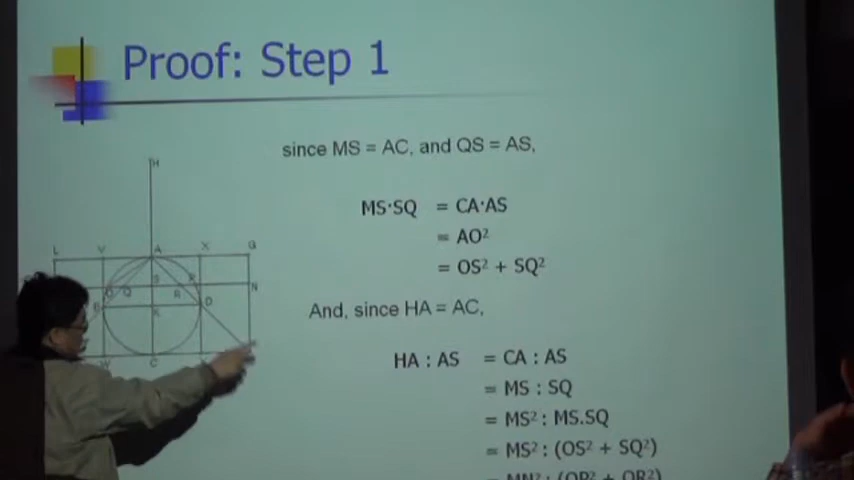 Proof: Step 1
since MS = AC, and QS = AS,
MS·SQ = CA·AS
= AO²
= OS² + SQ²
And, since HA = AC,
HA : AS = CA : AS
= MS : SQ
= MS² : MS.SQ
= MS² : (OS² + SQ²)
= MN² : (OP² + QR²)
H
L V A X G
S R N
O Q
B K R D
W C